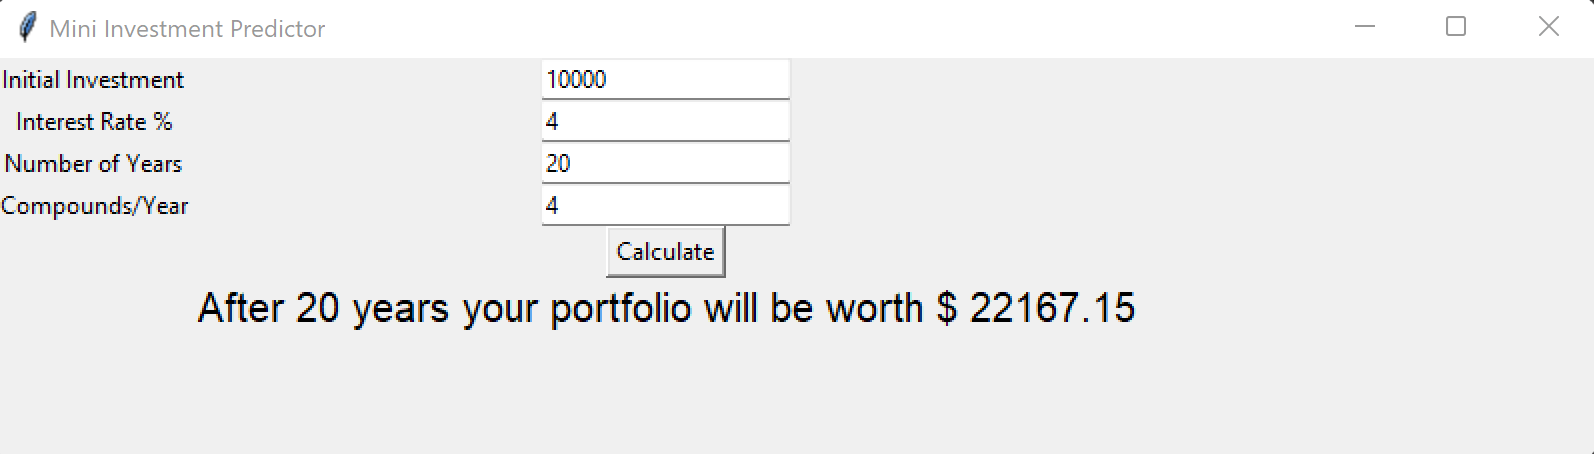 Mini Investment Predictor
Initial Investment 10000
Interest Rate % 4
Number of Years 20
Compounds/Year 4
Calculate
After 20 years your portfolio will be worth $ 22167.15